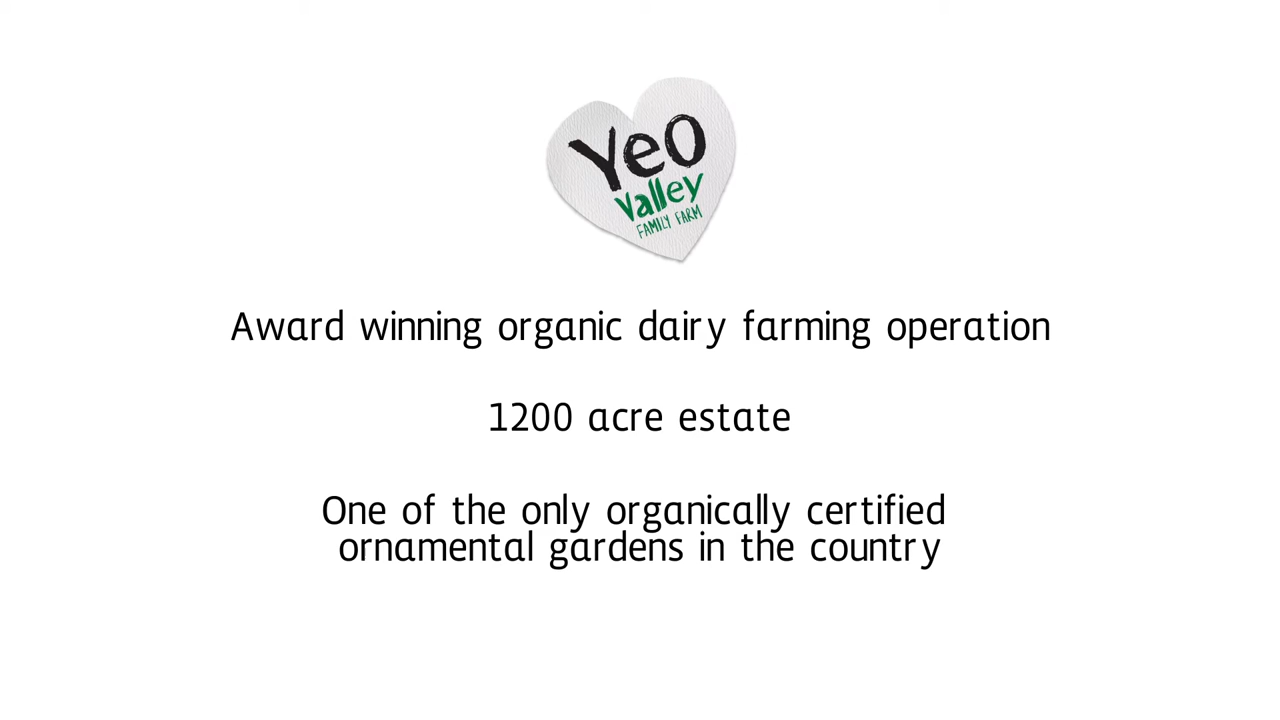 Yeo
Valley
FAMILY FARM
Award winning organic dairy farming operation
1200 acre estate
One of the only organically certified
ornamental gardens in the country